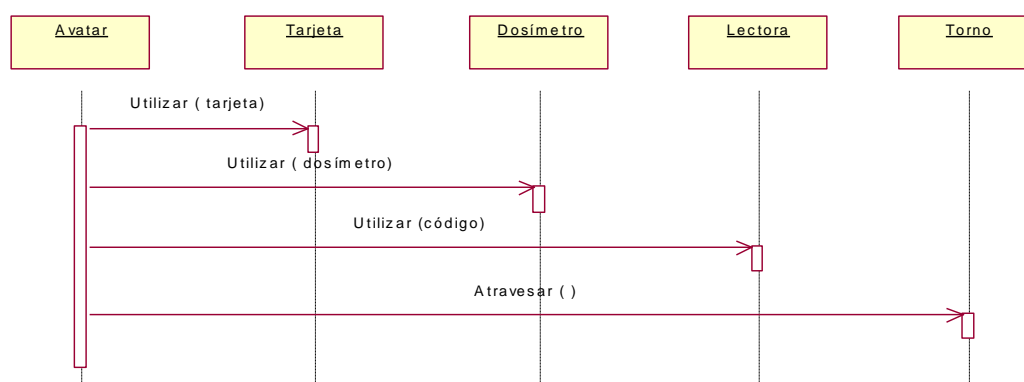 Avatar
Tarjeta
Dosímetro
Lectora
Torno
Utilizar ( tarjeta)
Utilizar ( dosímetro)
Utilizar (código)
Atravesar ( )